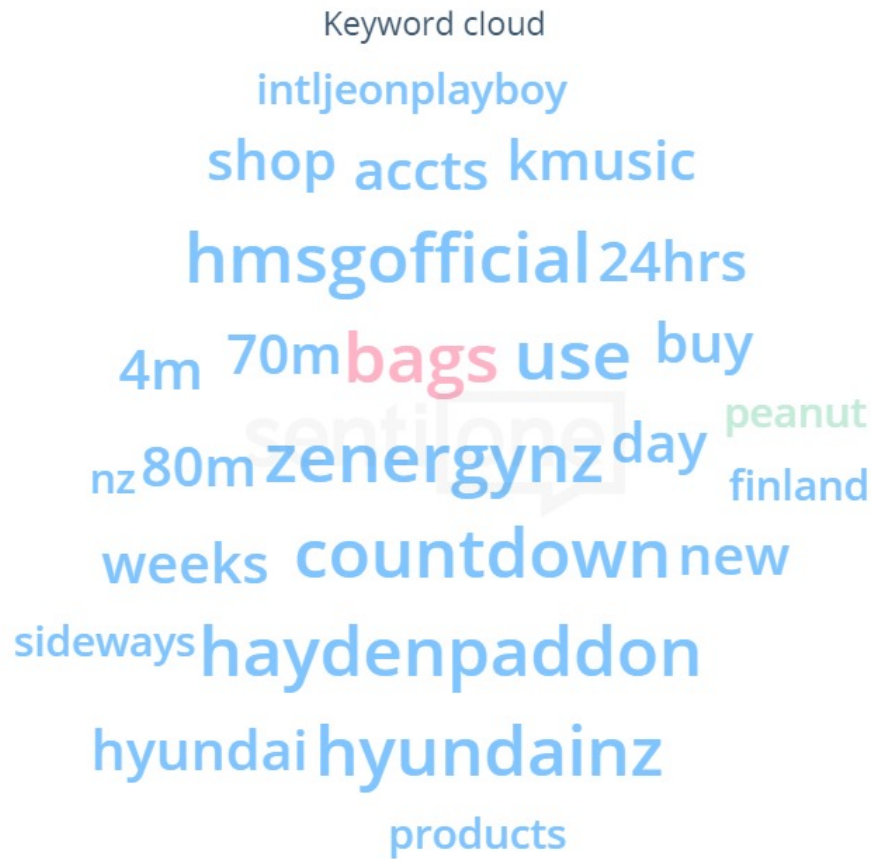 Keyword cloud
intljeonplayboy
shop accts kmusic
hmsgofficial 24hrs
4m 70m bags use buy
peanut
nz 80m zenergynz day
finland
weeks countdown new
sideways haydenpaddon
hyundai hyundainz
products
sentione